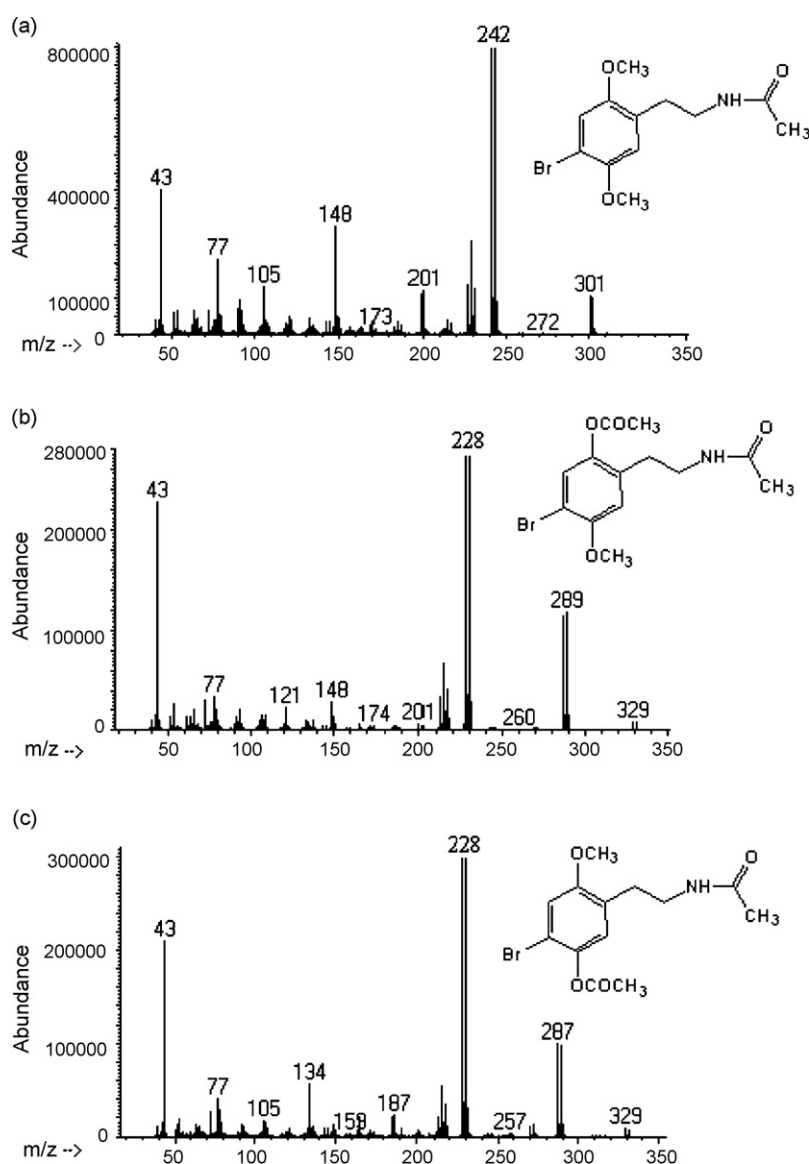 (a)
Abundance
800000
400000
100000
0
43
77
105
148
173
201
242
272
301
OCH3
NH
O
CH3
Br
OCH3
m/z -->
50 100 150 200 250 300 350
(b)
Abundance
280000
200000
100000
0
43
77
121
148
174
201
228
260
289
329
OCOCH3
NH
O
CH3
Br
OCH3
m/z -->
50 100 150 200 250 300 350
(c)
Abundance
300000
200000
100000
0
43
77
105
134
159
187
228
257
287
329
OCH3
NH
O
CH3
Br
OCOCH3
m/z -->
50 100 150 200 250 300 350